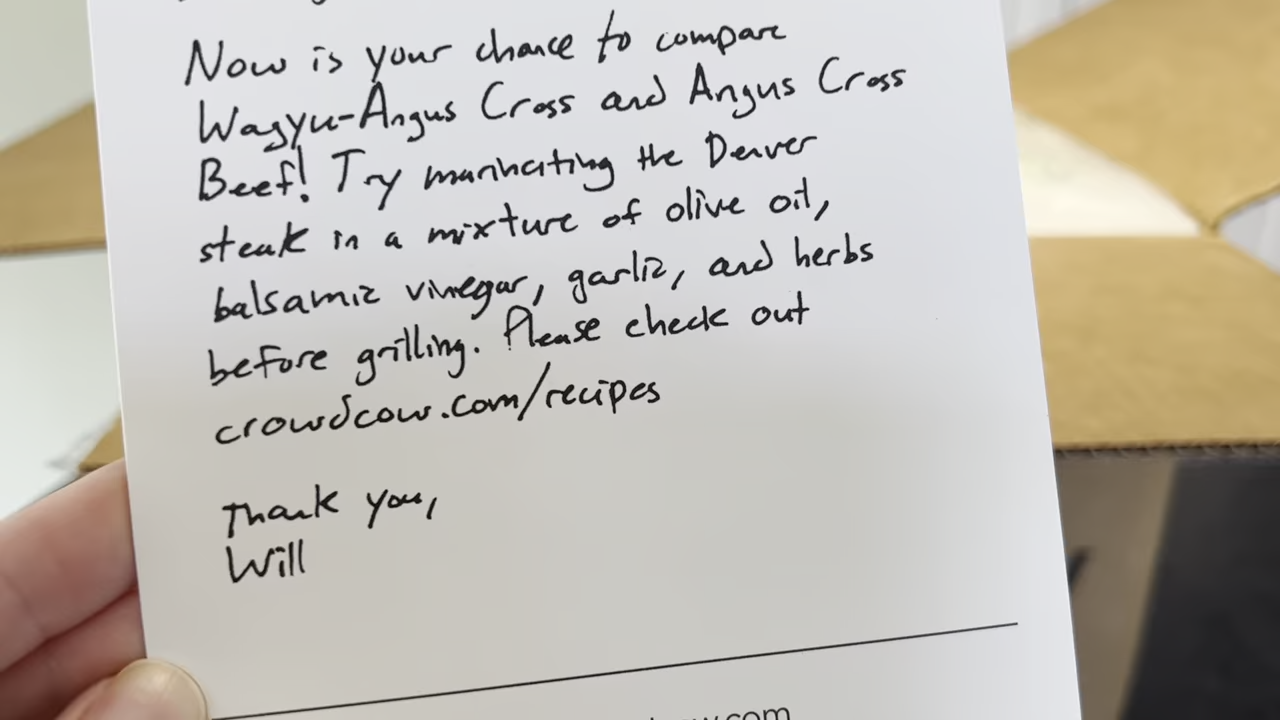 Now is your chance to compare
Wagyu-Angus Cross and Angus Cross
Beef! Try marinating the Denver
steak in a mixture of olive oil,
balsamic vinegar, garlic, and herbs
before grilling. Please check out
crowdcow.com/recipes
Thank you,
Will